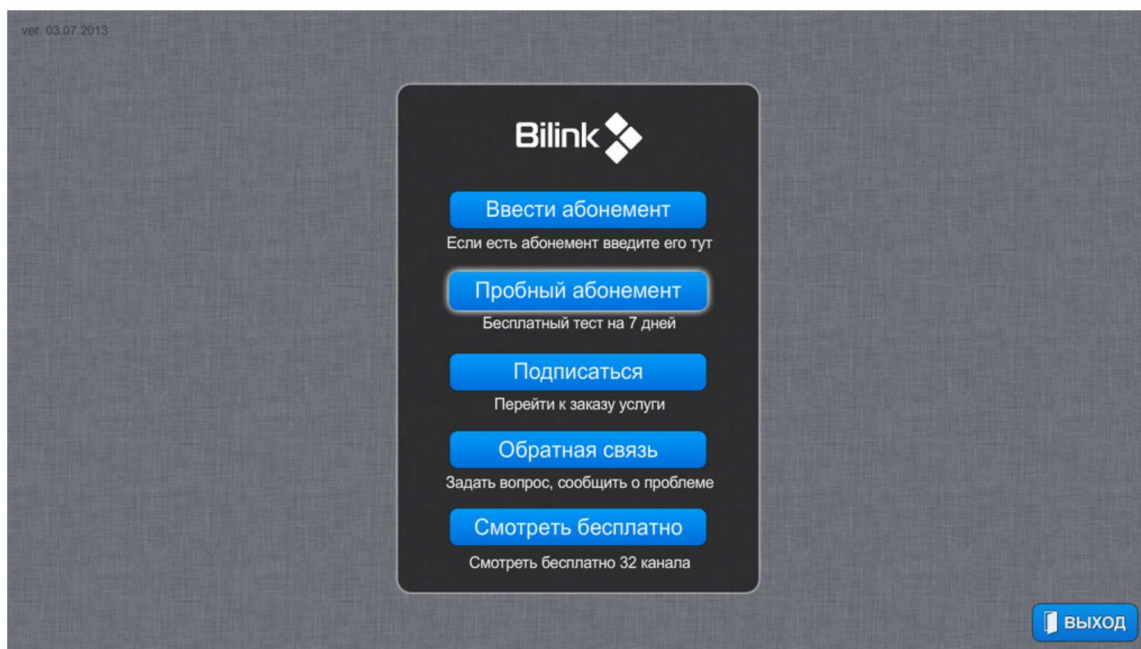 ver. 03.07.2013
Bilink
Ввести абонемент
Если есть абонемент введите его тут
Пробный абонемент
Бесплатный тест на 7 дней
Подписаться
Перейти к заказу услуги
Обратная связь
Задать вопрос, сообщить о проблеме
Смотреть бесплатно
Смотреть бесплатно 32 канала
ВЫХОД